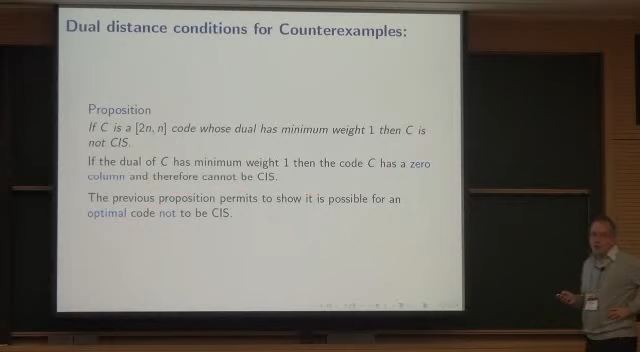 Dual distance conditions for Counterexamples:
Proposition
If C is a [2n, n] code whose dual has minimum weight 1 then C is
not CIS.
If the dual of C has minimum weight 1 then the code C has a zero
column and therefore cannot be CIS.
The previous proposition permits to show it is possible for an
optimal code not to be CIS.